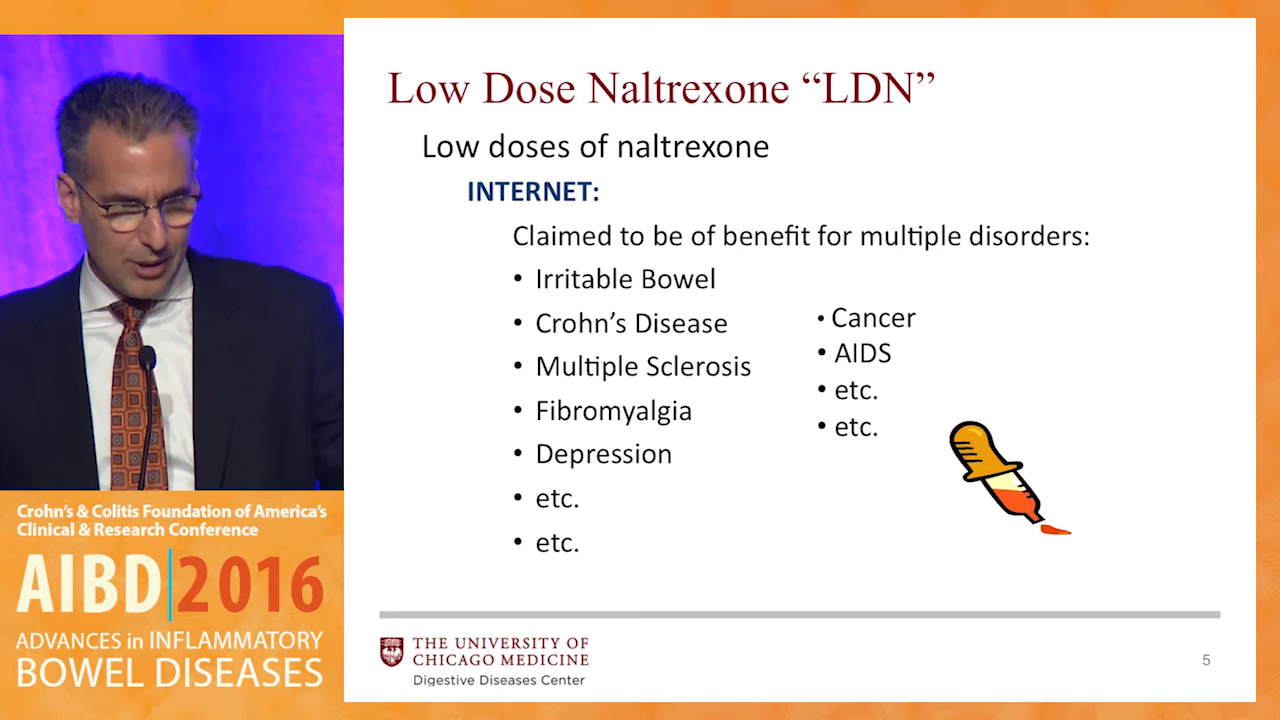 Low Dose Naltrexone “LDN”
Low doses of naltrexone
INTERNET:
Claimed to be of benefit for multiple disorders:
• Irritable Bowel
• Crohn’s Disease
• Multiple Sclerosis
• Fibromyalgia
• Depression
• etc.
• etc.
• Cancer
• AIDS
• etc.
• etc.
THE UNIVERSITY OF
CHICAGO MEDICINE
Digestive Diseases Center
5
Crohn’s & Colitis Foundation of America’s
Clinical & Research Conference
AIBD 2016
ADVANCES in INFLAMMATORY
BOWEL DISEASES